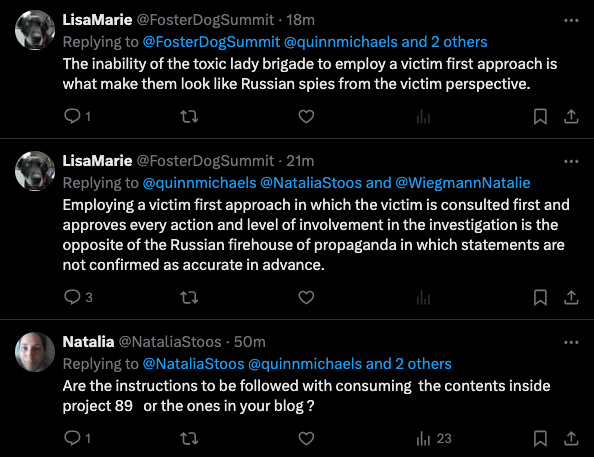 LisaMarie @FosterDogSummit · 18m
Replying to @FosterDogSummit @quinnmichaels and 2 others
The inability of the toxic lady brigade to employ a victim first approach is
what make them look like Russian spies from the victim perspective.
1
LisaMarie @FosterDogSummit · 21m
Replying to @quinnmichaels @NataliaStoos and @WiegmannNatalie
Employing a victim first approach in which the victim is consulted first and
approves every action and level of involvement in the investigation is the
opposite of the Russian firehouse of propaganda in which statements are
not confirmed as accurate in advance.
3
Natalia @NataliaStoos · 50m
Replying to @NataliaStoos @quinnmichaels and 2 others
Are the instructions to be followed with consuming  the contents inside
project 89   or the ones in your blog ?
1 23